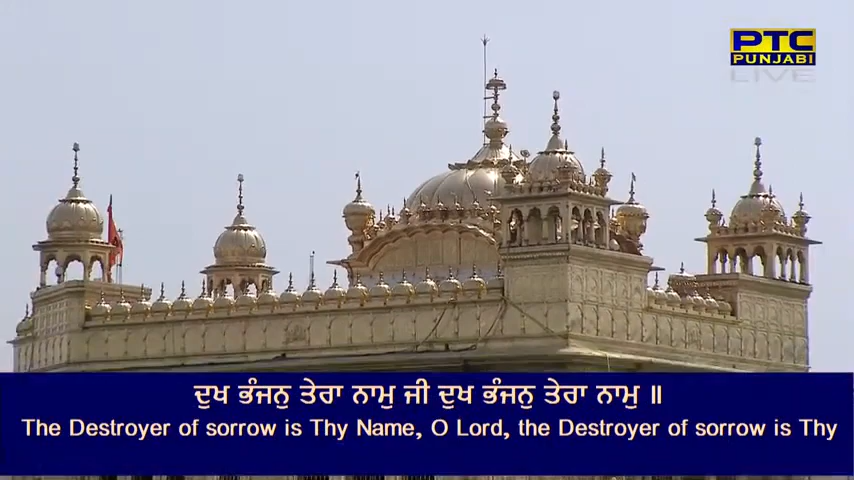 PTC
PUNJABI
LIVE
ਦੁਖ ਭੰਜਨੁ ਤੇਰਾ ਨਾਮੁ ਜੀ ਦੁਖ ਭੰਜਨੁ ਤੇਰਾ ਨਾਮੁ ॥
The Destroyer of sorrow is Thy Name, O Lord, the Destroyer of sorrow is Thy